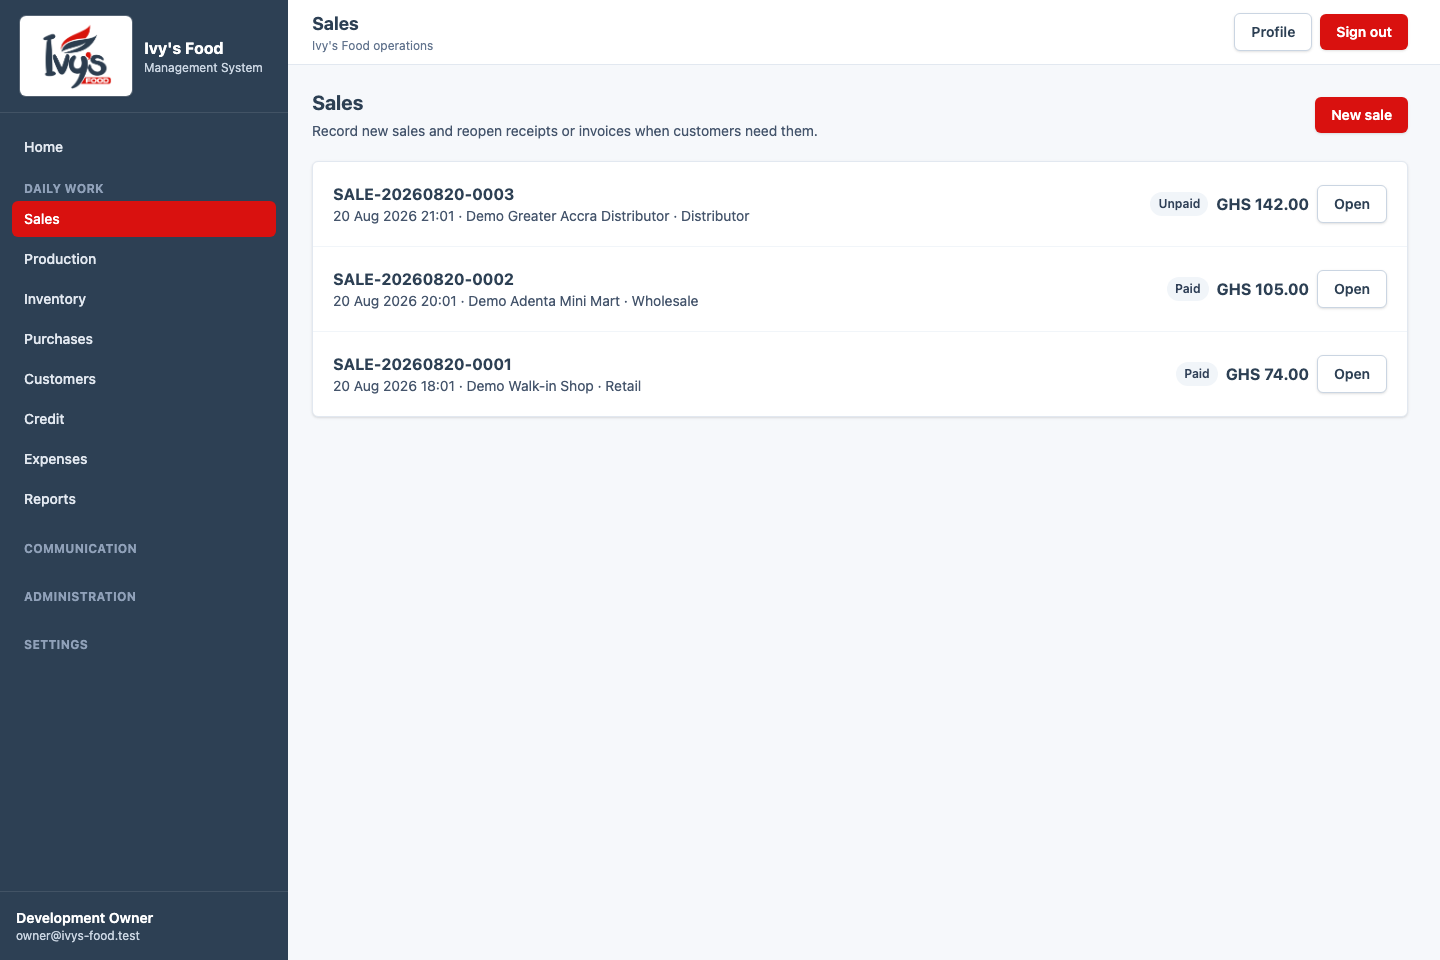 Ivy's
FOOD
Ivy's Food
Management System
Home
DAILY WORK
Sales
Production
Inventory
Purchases
Customers
Credit
Expenses
Reports
COMMUNICATION
ADMINISTRATION
SETTINGS
Development Owner
owner@ivys-food.test
Sales
Ivy's Food operations
Profile
Sign out
Sales
Record new sales and reopen receipts or invoices when customers need them.
New sale
SALE-20260820-0003
20 Aug 2026 21:01 · Demo Greater Accra Distributor · Distributor
Unpaid GHS 142.00 Open
SALE-20260820-0002
20 Aug 2026 20:01 · Demo Adenta Mini Mart · Wholesale
Paid GHS 105.00 Open
SALE-20260820-0001
20 Aug 2026 18:01 · Demo Walk-in Shop · Retail
Paid GHS 74.00 Open